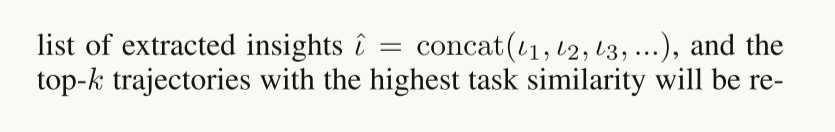 list of extracted insights î = concat(ι₁, ι₂, ι₃, ...), and the
top-k trajectories with the highest task similarity will be re-